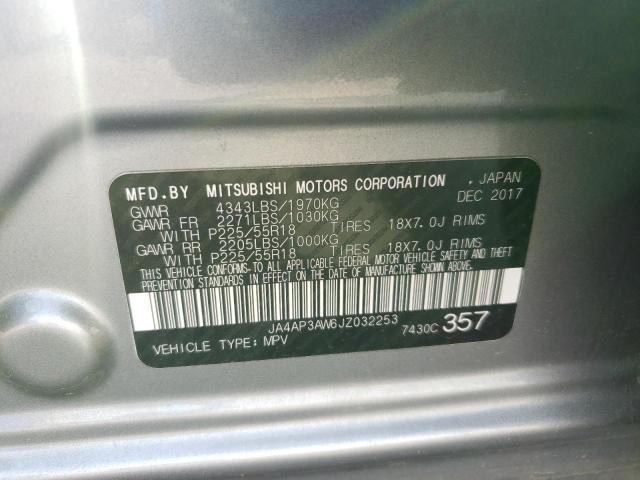 MFD.BY MITSUBISHI MOTORS CORPORATION . JAPAN
DEC 2017
GWWR 4343LBS/1970KG
GAWR FR 2271LBS/1030KG
WITH P225/55R18 TIRES 18X7.0J RIMS
GAWR RR 2205LBS/1000KG
WITH P225/55R18 TIRES 18X7.0J RIMS
THIS VEHICLE CONFORMS TO ALL APPLICABLE FEDERAL MOTOR VEHICLE SAFETY AND THEFT
PREVENTION STANDARDS IN EFFECT ON THE DATE OF MANUFACTURE SHOWN ABOVE.
JA4AP3AW6JZ032253 7430C 357
VEHICLE TYPE: MPV